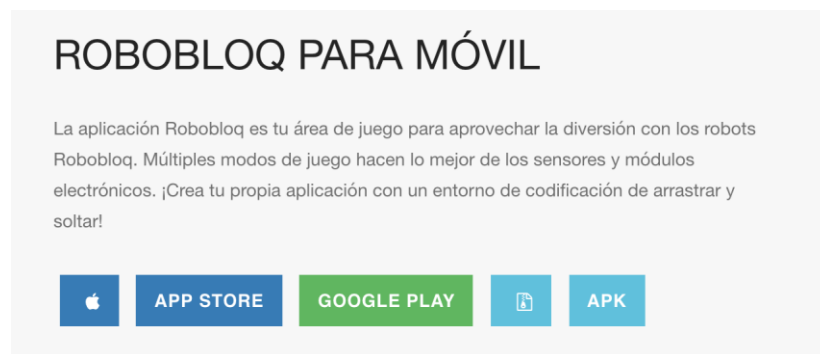 ROBOBLOQ PARA MÓVIL
La aplicación Robobloq es tu área de juego para aprovechar la diversión con los robots
Robobloq. Múltiples modos de juego hacen lo mejor de los sensores y módulos
electrónicos. ¡Crea tu propia aplicación con un entorno de codificación de arrastrar y
soltar!
APP STORE GOOGLE PLAY APK